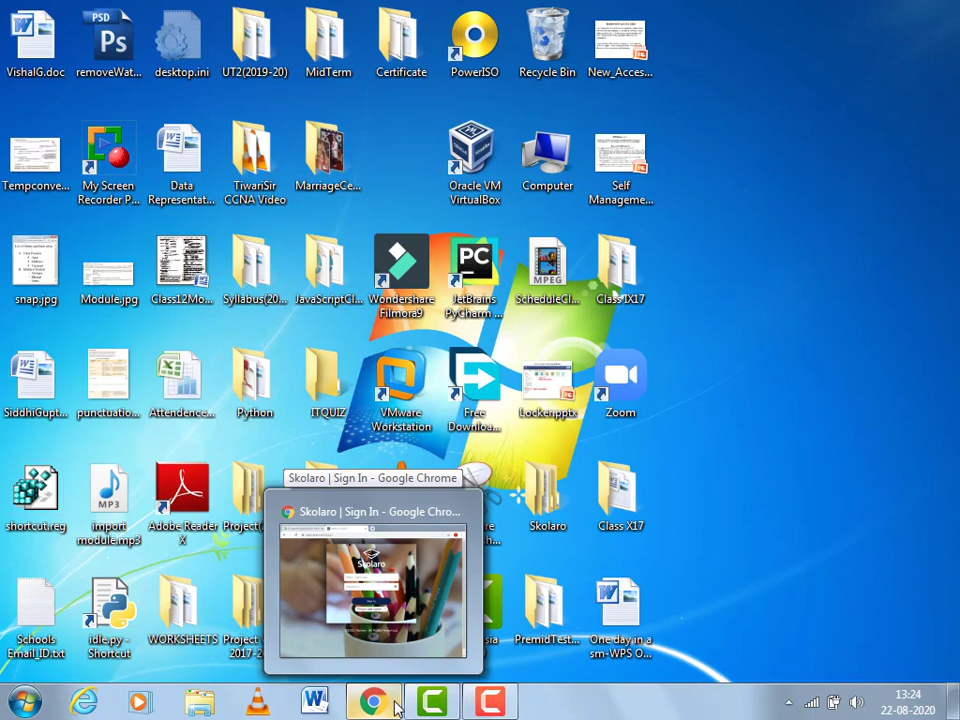 VishalG.doc
removeWat...
desktop.ini
UT2(2019-20)
MidTerm
Certificate
PowerISO
Recycle Bin
New_Acces...
Tempconve...
My Screen
Recorder P...
Data
Representat...
TiwariSir
CCNA Video
MarriageCe...
Oracle VM
VirtualBox
Computer
Self
Manageme...
snap.jpg
Module.jpg
Class12Mo...
Syllabus(20...
JavaScriptCl...
Wondershare
Filmora9
JetBrains
PyCharm ...
ScheduleCl...
Class IX17
SiddhiGupt...
punctuatio...
Attendence...
Python
ITQUIZ
VMware
Workstation
Free
Downloa...
Lockerpptx
Zoom
Skolaro | Sign In - Google Chrome
Skolaro | Sign In - Google Chro...
Skolaro
shortcut.reg
import
module.mp3
Adobe Reader
X
Skolaro
Class X17
Schools
Email_ID.txt
idle.py -
Shortcut
WORKSHEETS
Project
2017-2
PremidTest...
One day in a
sm-WPS O...
13:24
22-08-2020